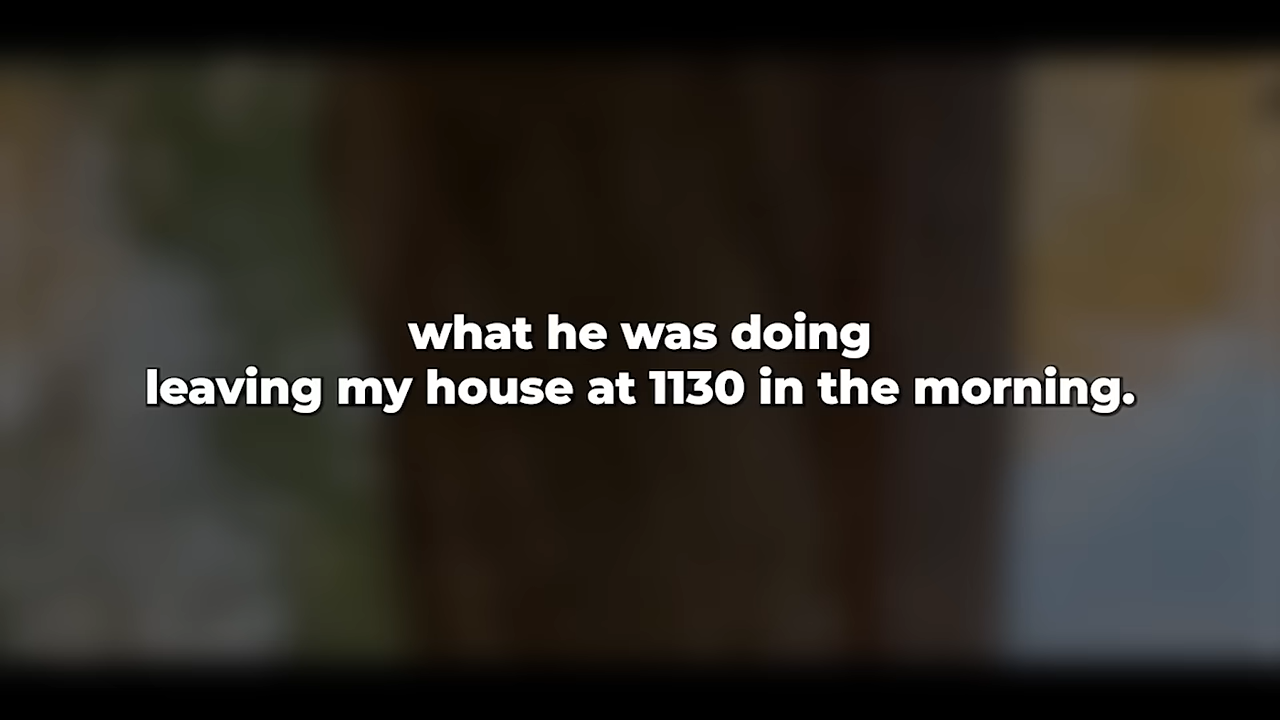 what he was doing
leaving my house at 1130 in the morning.